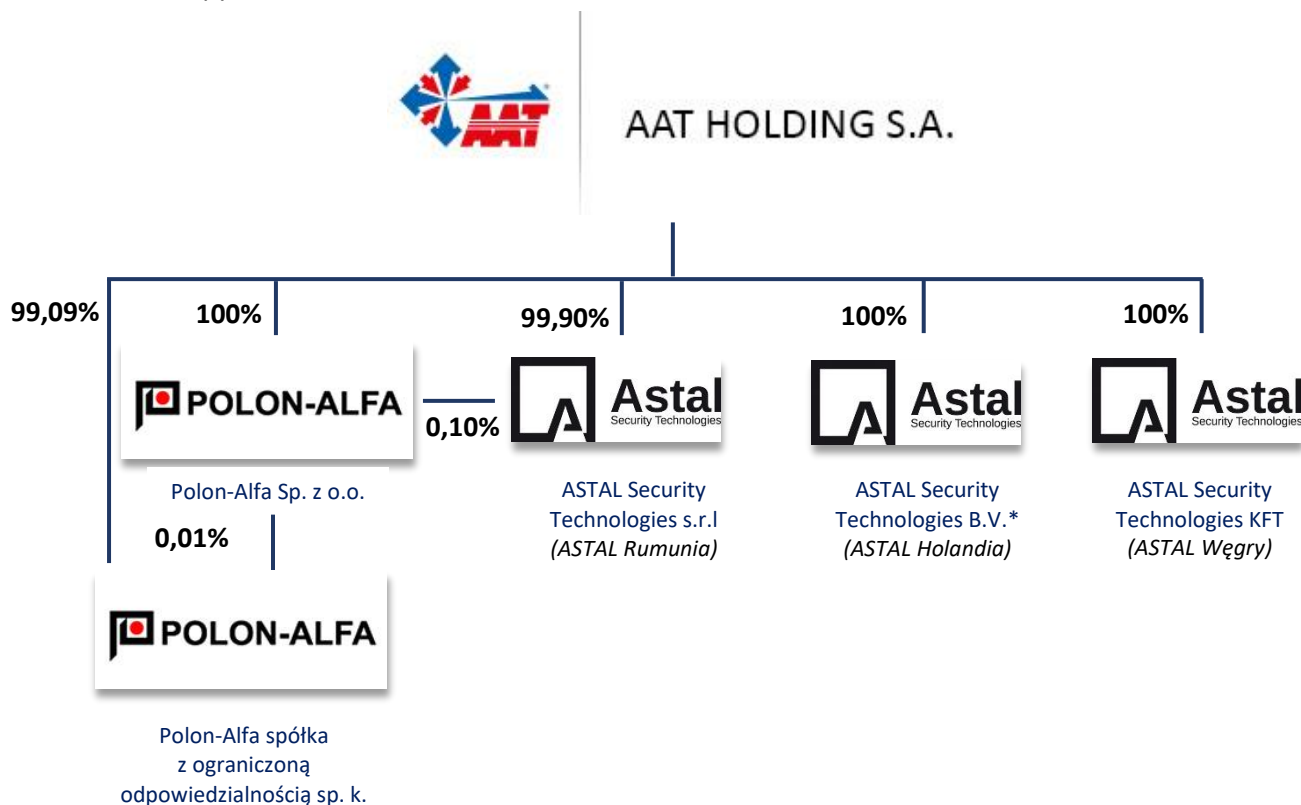 AAT
AAT HOLDING S.A.
99,09%
100%
99,90%
100%
100%
POLON-ALFA
0,10%
Astal
Security Technologies
Astal
Security Technologies
Astal
Security Technologies
Polon-Alfa Sp. z o.o.
ASTAL Security
Technologies s.r.l
(ASTAL Rumunia)
ASTAL Security
Technologies B.V.*
(ASTAL Holandia)
ASTAL Security
Technologies KFT
(ASTAL Węgry)
0,01%
POLON-ALFA
Polon-Alfa spółka
z ograniczoną
odpowiedzialnością sp. k.